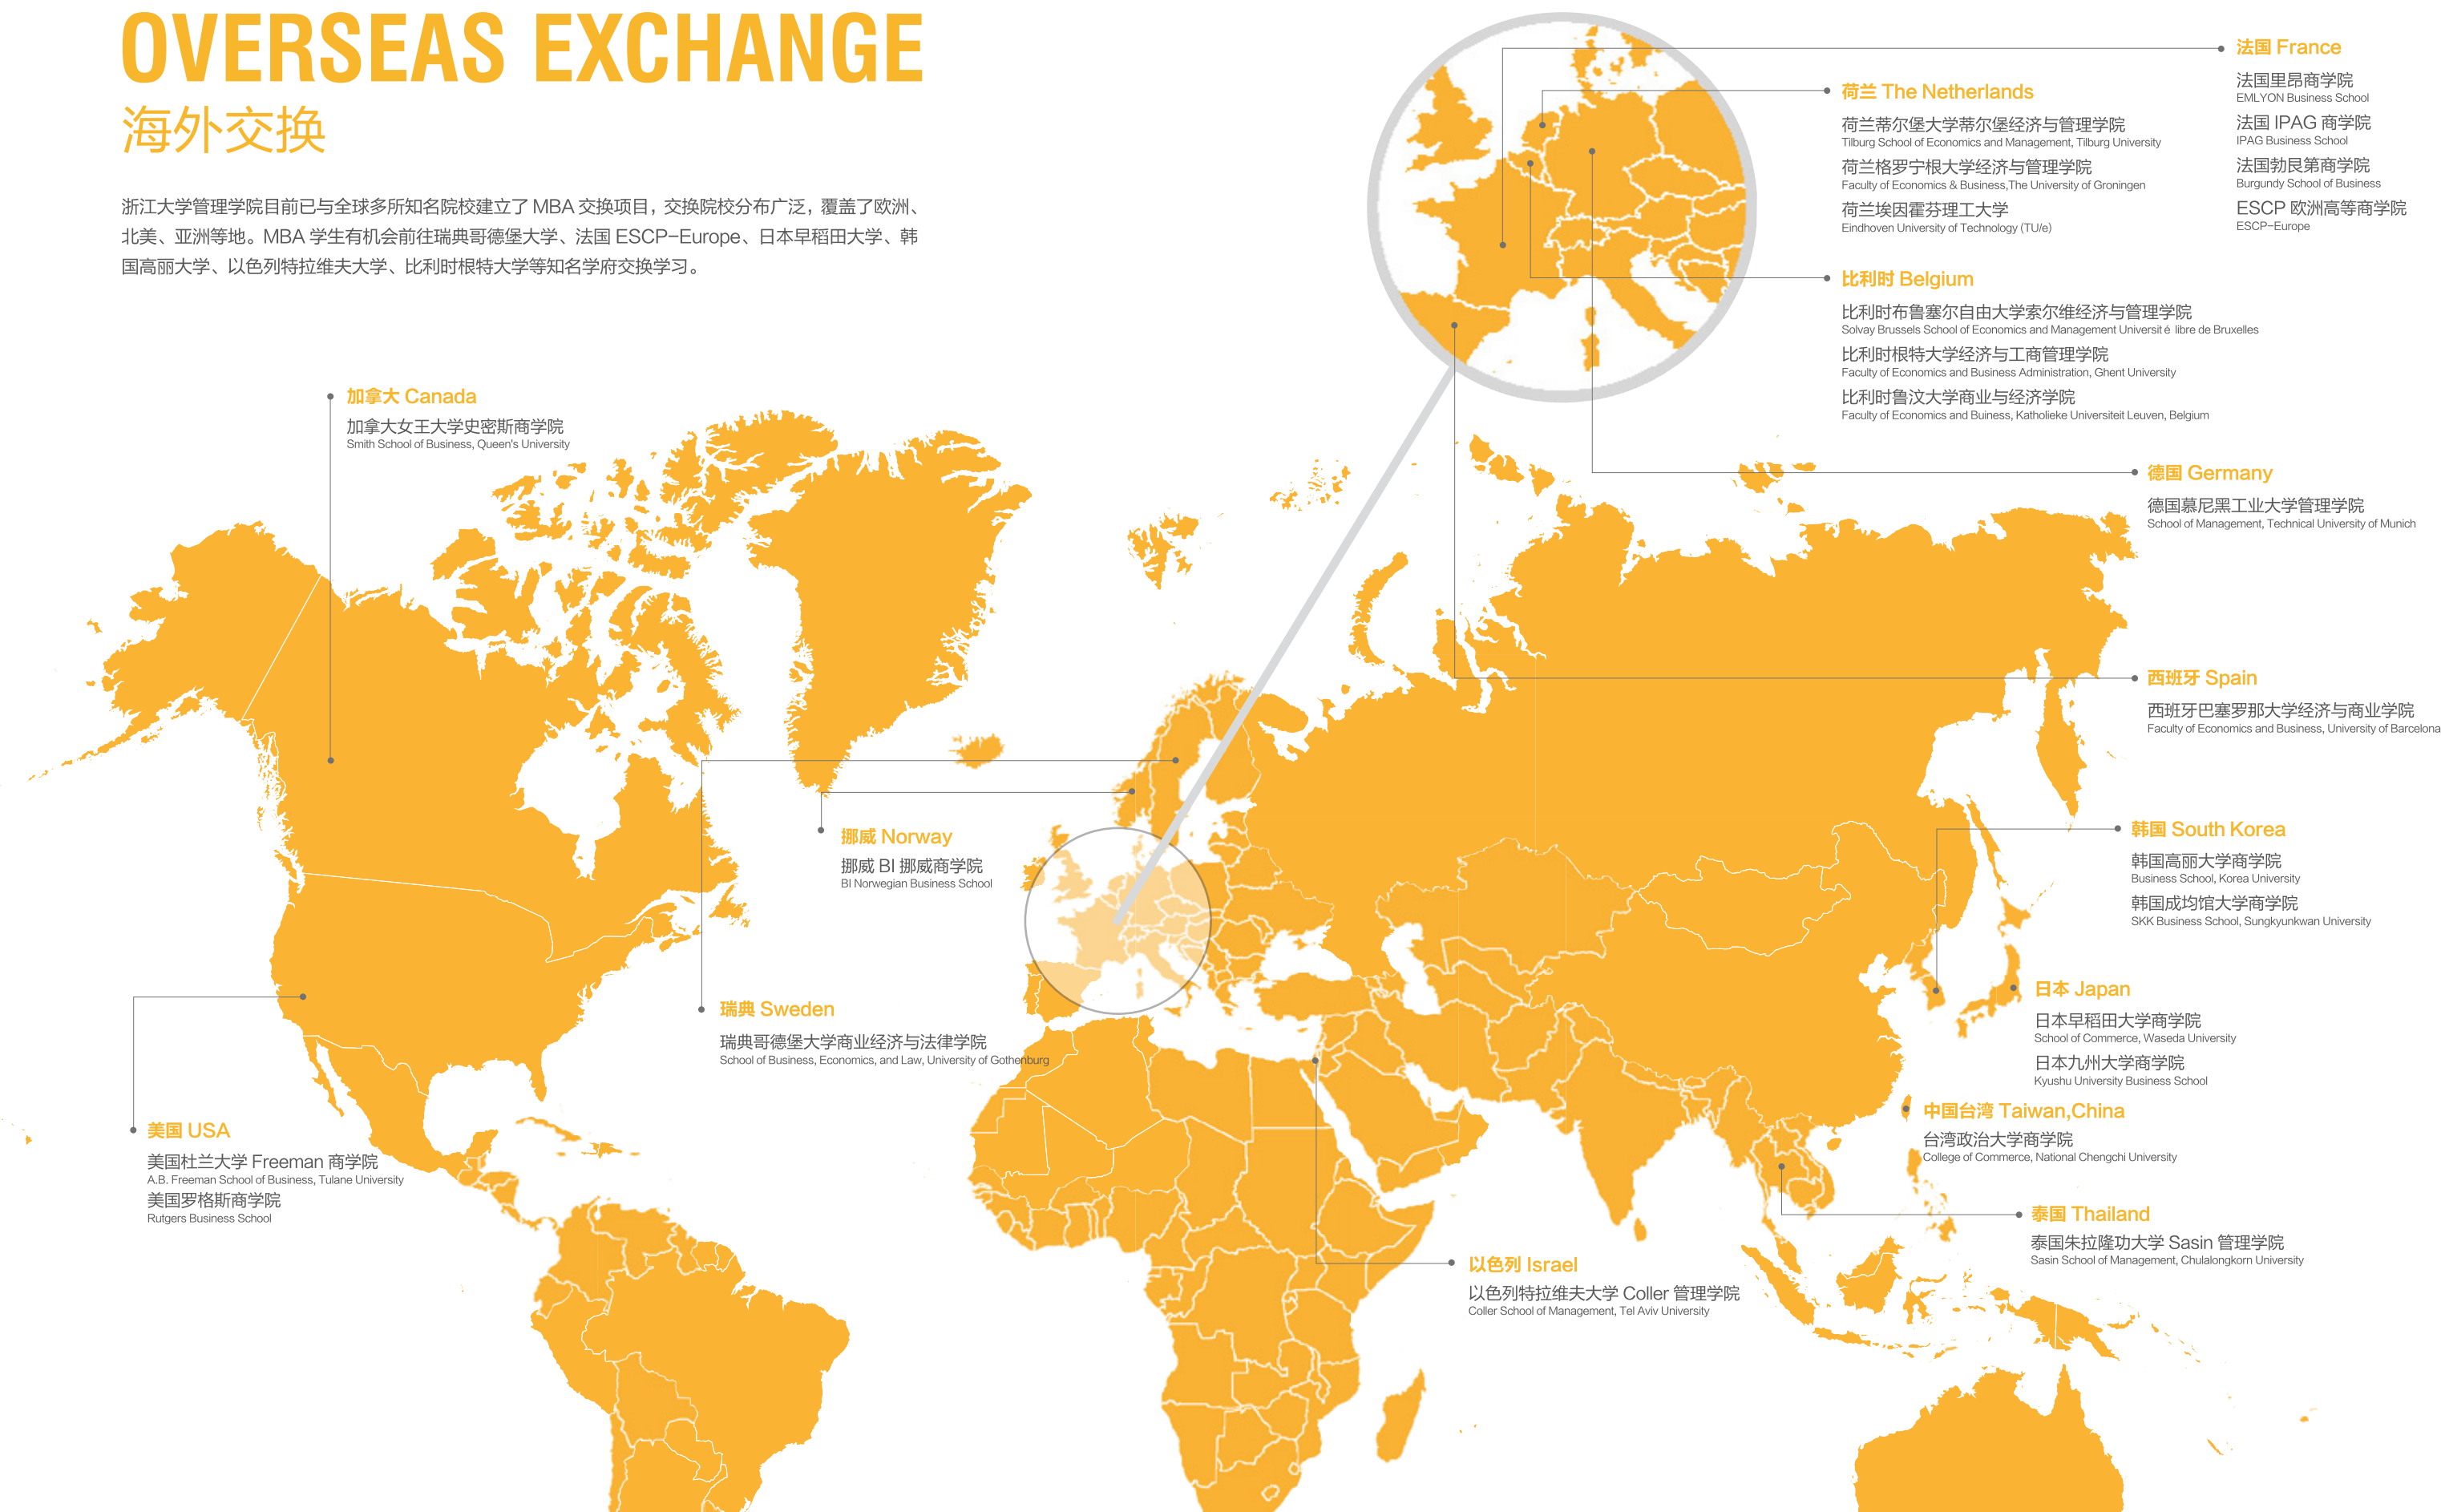 OVERSEAS EXCHANGE
海外交换
浙江大学管理学院目前已与全球多所知名院校建立了 MBA 交换项目，交换院校分布广泛，覆盖了欧洲、
北美、亚洲等地。MBA 学生有机会前往瑞典哥德堡大学、法国 ESCP-Europe、日本早稻田大学、韩
国高丽大学、以色列特拉维夫大学、比利时根特大学等知名学府交换学习。
法国 France
法国里昂商学院
EMLYON Business School
法国 IPAG 商学院
IPAG Business School
法国勃艮第商学院
Burgundy School of Business
ESCP 欧洲高等商学院
ESCP-Europe
荷兰 The Netherlands
荷兰蒂尔堡大学蒂尔堡经济与管理学院
Tilburg School of Economics and Management, Tilburg University
荷兰格罗宁根大学经济与管理学院
Faculty of Economics & Business,The University of Groningen
荷兰埃因霍芬理工大学
Eindhoven University of Technology (TU/e)
比利时 Belgium
比利时布鲁塞尔自由大学索尔维经济与管理学院
Solvay Brussels School of Economics and Management Université libre de Bruxelles
比利时根特大学经济与工商管理学院
Faculty of Economics and Business Administration, Ghent University
比利时鲁汶大学商业与经济学院
Faculty of Economics and Buiness, Katholieke Universiteit Leuven, Belgium
加拿大 Canada
加拿大女王大学史密斯商学院
Smith School of Business, Queen's University
德国 Germany
德国慕尼黑工业大学管理学院
School of Management, Technical University of Munich
西班牙 Spain
西班牙巴塞罗那大学经济与商业学院
Faculty of Economics and Business, University of Barcelona
挪威 Norway
挪威 BI 挪威商学院
BI Norwegian Business School
韩国 South Korea
韩国高丽大学商学院
Business School, Korea University
韩国成均馆大学商学院
SKK Business School, Sungkyunkwan University
瑞典 Sweden
瑞典哥德堡大学商业经济与法律学院
School of Business, Economics, and Law, University of Gothenburg
日本 Japan
日本早稻田大学商学院
School of Commerce, Waseda University
日本九州大学商学院
Kyushu University Business School
美国 USA
美国杜兰大学 Freeman 商学院
A.B. Freeman School of Business, Tulane University
美国罗格斯商学院
Rutgers Business School
中国台湾 Taiwan,China
台湾政治大学商学院
College of Commerce, National Chengchi University
泰国 Thailand
泰国朱拉隆功大学 Sasin 管理学院
Sasin School of Management, Chulalongkorn University
以色列 Israel
以色列特拉维夫大学 Coller 管理学院
Coller School of Management, Tel Aviv University